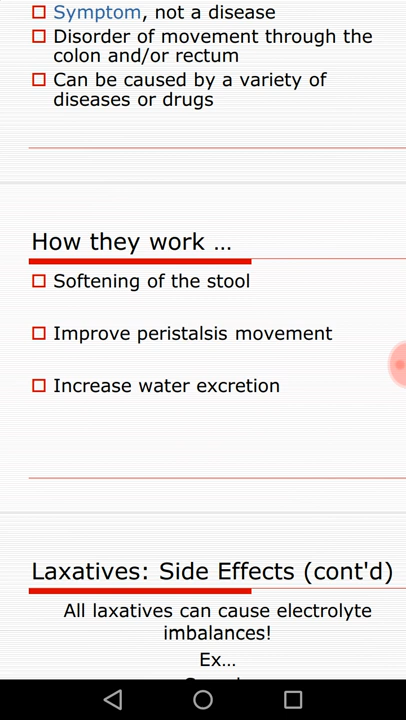 Symptom, not a disease
Disorder of movement through the
colon and/or rectum
Can be caused by a variety of
diseases or drugs
How they work ...
Softening of the stool
Improve peristalsis movement
Increase water excretion
Laxatives: Side Effects (cont'd)
All laxatives can cause electrolyte
imbalances!
Ex...